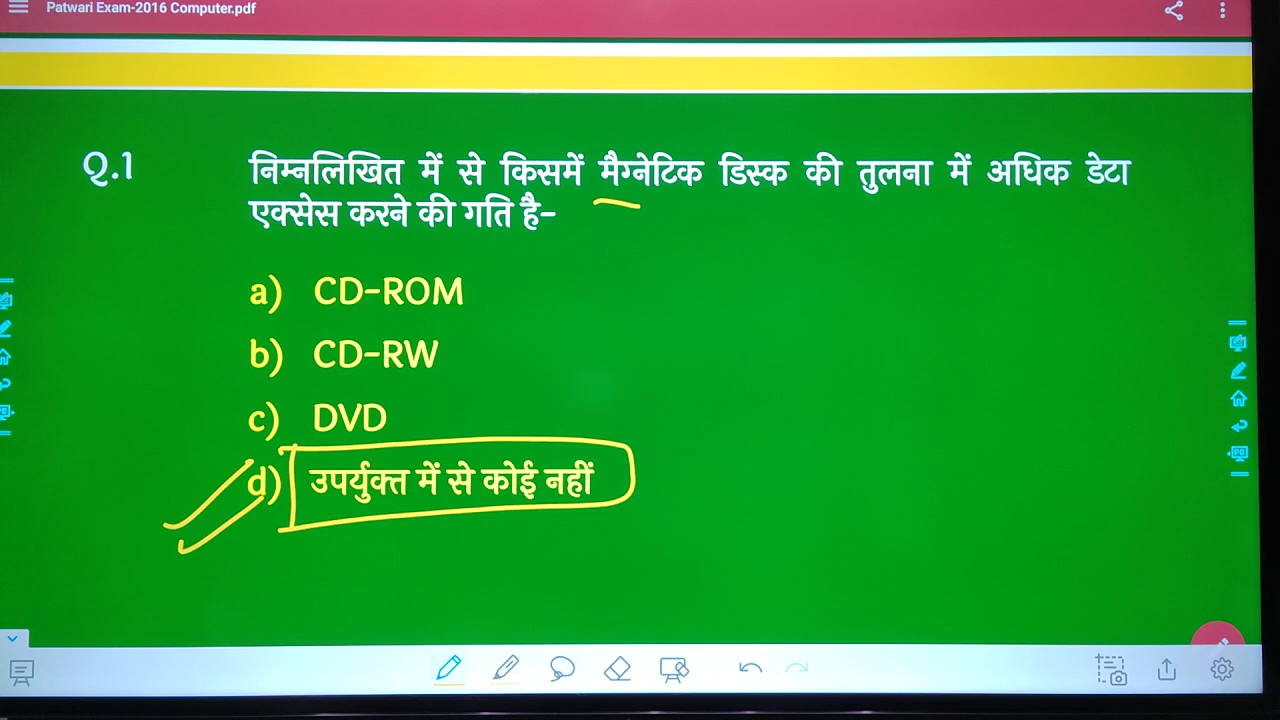 Patwari Exam-2016 Computer.pdf
Q.1 निम्नलिखित में से किसमें मैग्नेटिक डिस्क की तुलना में अधिक डेटा
एक्सेस करने की गति है-
a) CD-ROM
b) CD-RW
c) DVD
d) उपर्युक्त में से कोई नहीं